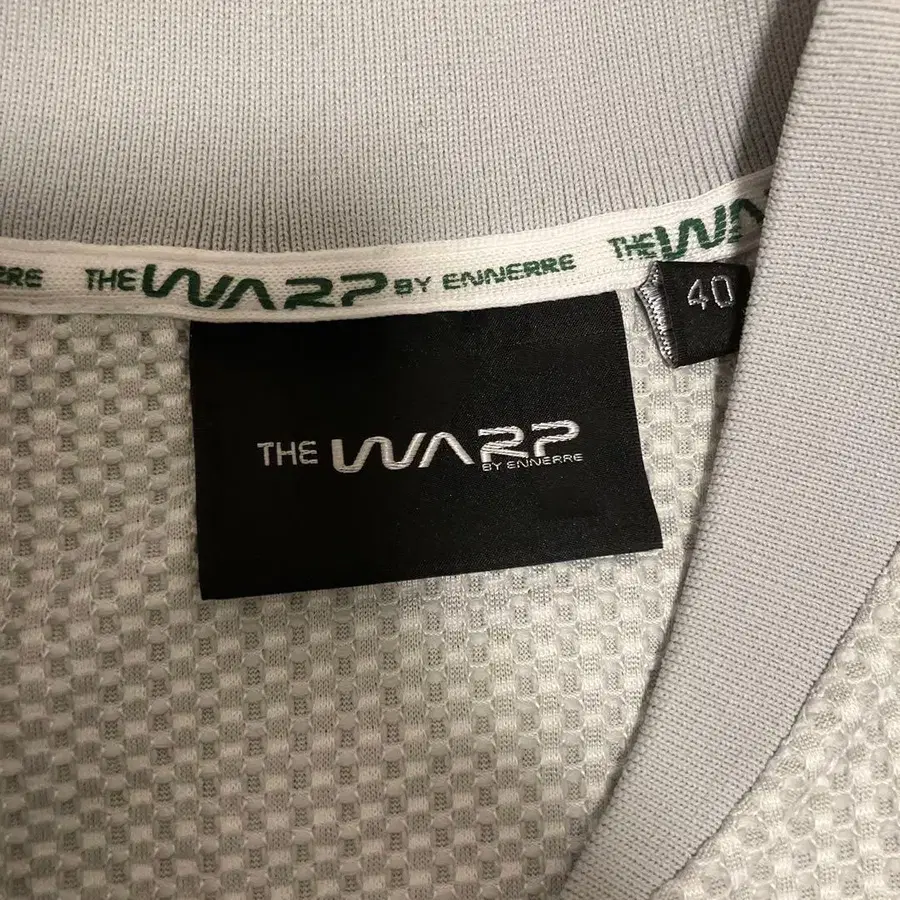 THE WARP BY ENNERRE
THE WA
40
THE WARP
BY ENNERRE